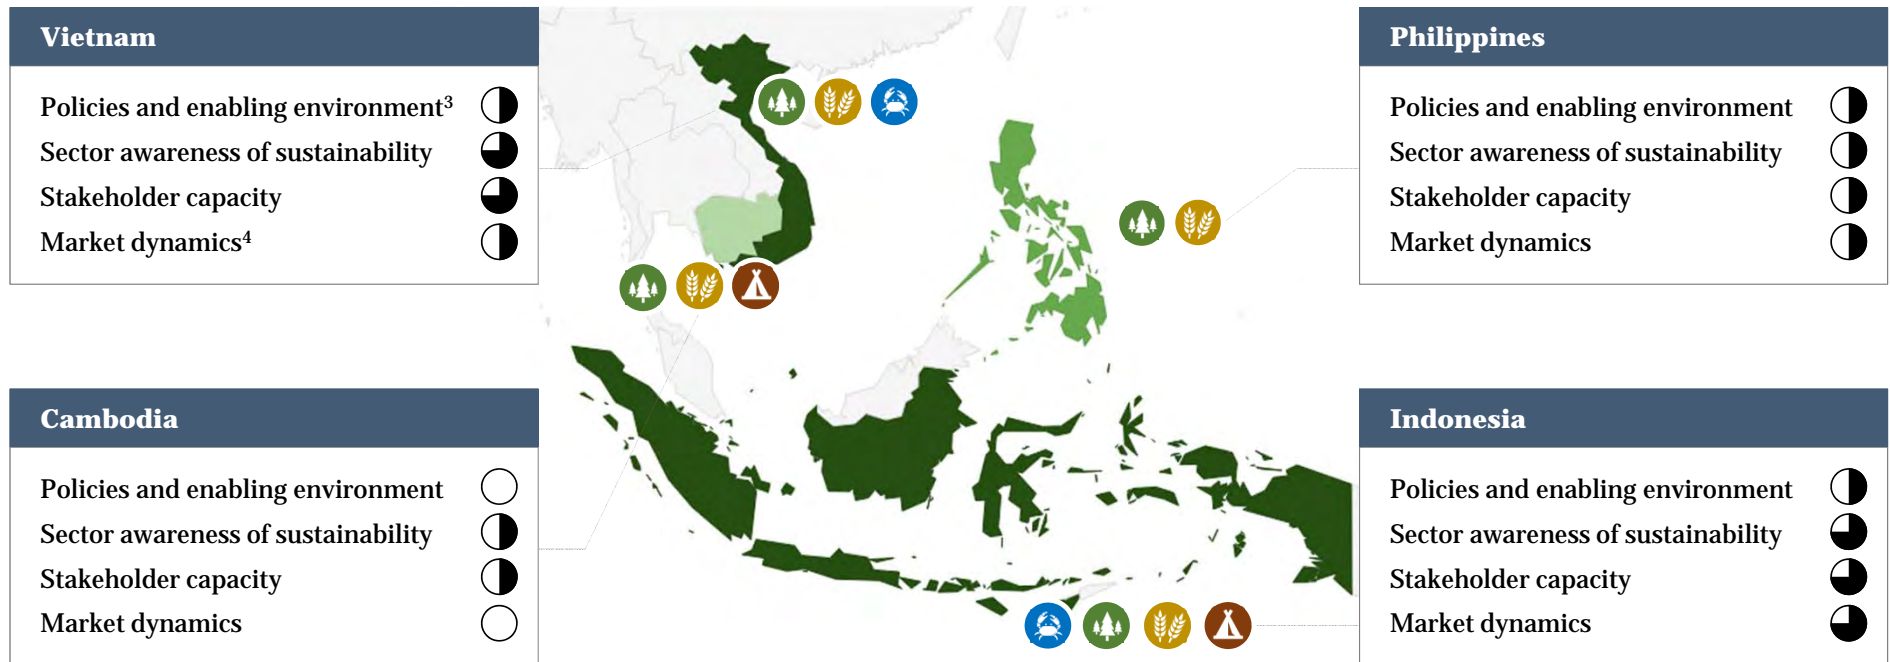 Vietnam
Policies and enabling environment³
Sector awareness of sustainability
Stakeholder capacity
Market dynamics⁴
Philippines
Policies and enabling environment
Sector awareness of sustainability
Stakeholder capacity
Market dynamics
Cambodia
Policies and enabling environment
Sector awareness of sustainability
Stakeholder capacity
Market dynamics
Indonesia
Policies and enabling environment
Sector awareness of sustainability
Stakeholder capacity
Market dynamics